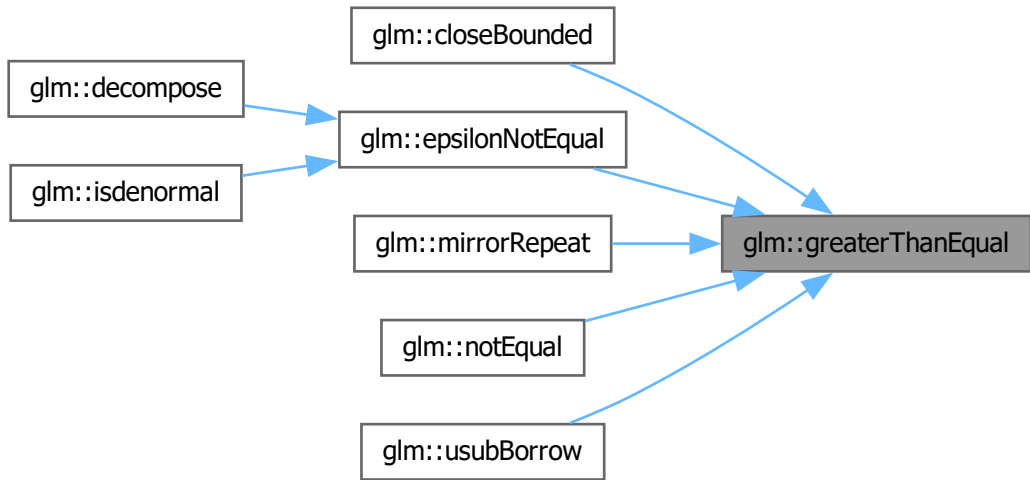 glm::closeBounded
glm::decompose
glm::epsilonNotEqual
glm::isdenormal
glm::mirrorRepeat
glm::greaterThanEqual
glm::notEqual
glm::usubBorrow